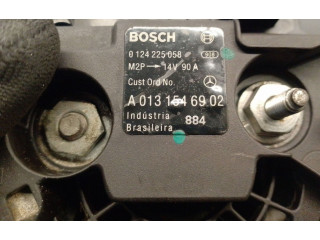 BOSCH
0 124 225 058
M2P → 14V 90 A
Cust Ord No.
A 013 154 69 02
Indústria
Brasileira
884